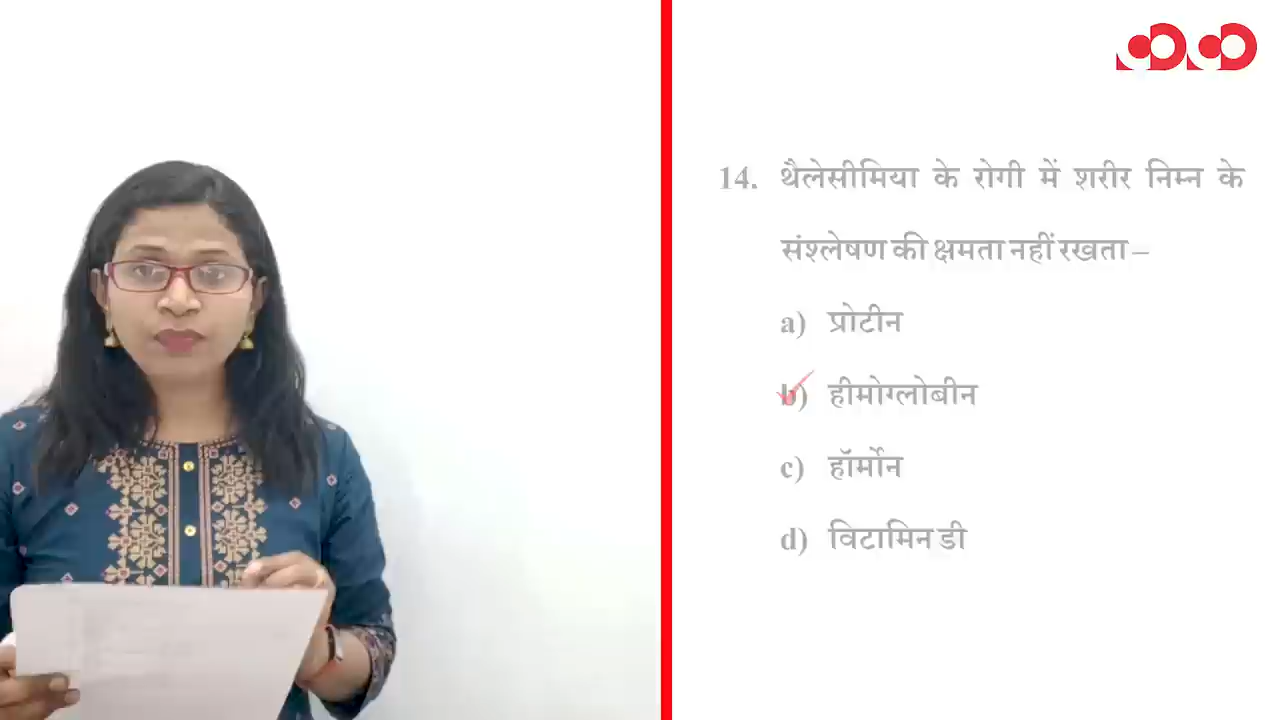 14. थैलेसीमिया के रोगी में शरीर निम्न के
संश्लेषण की क्षमता नहीं रखता –
a) प्रोटीन
b) हीमोग्लोबीन
c) हॉर्मोन
d) विटामिन डी